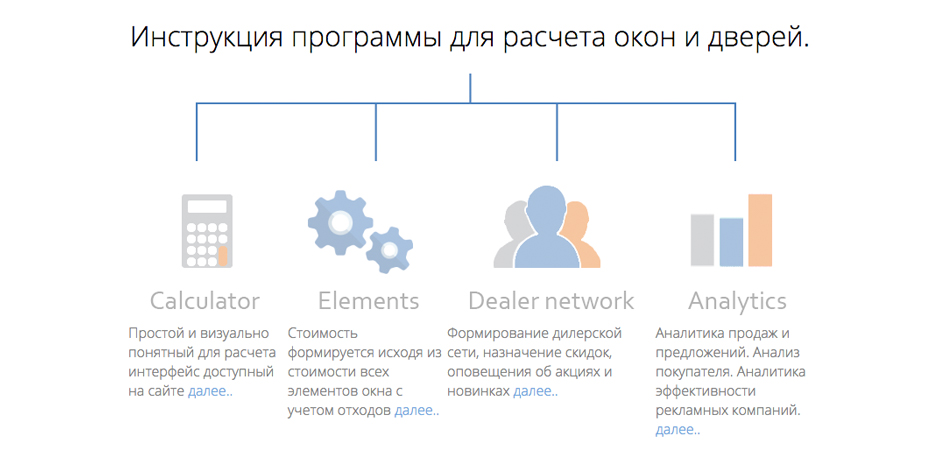 Инструкция программы для расчета окон и дверей.
Calculator
Простой и визуально
понятный для расчета
интерфейс доступный
на сайте далее..
Elements
Стоимость
формируется исходя из
стоимости всех
элементов окна с
учетом отходов далее..
Dealer network
Формирование дилерской
сети, назначение скидок,
оповещения об акциях и
новинках далее..
Analytics
Аналитика продаж и
предложений. Анализ
покупателя. Аналитика
эффективности
рекламных компаний.
далее..